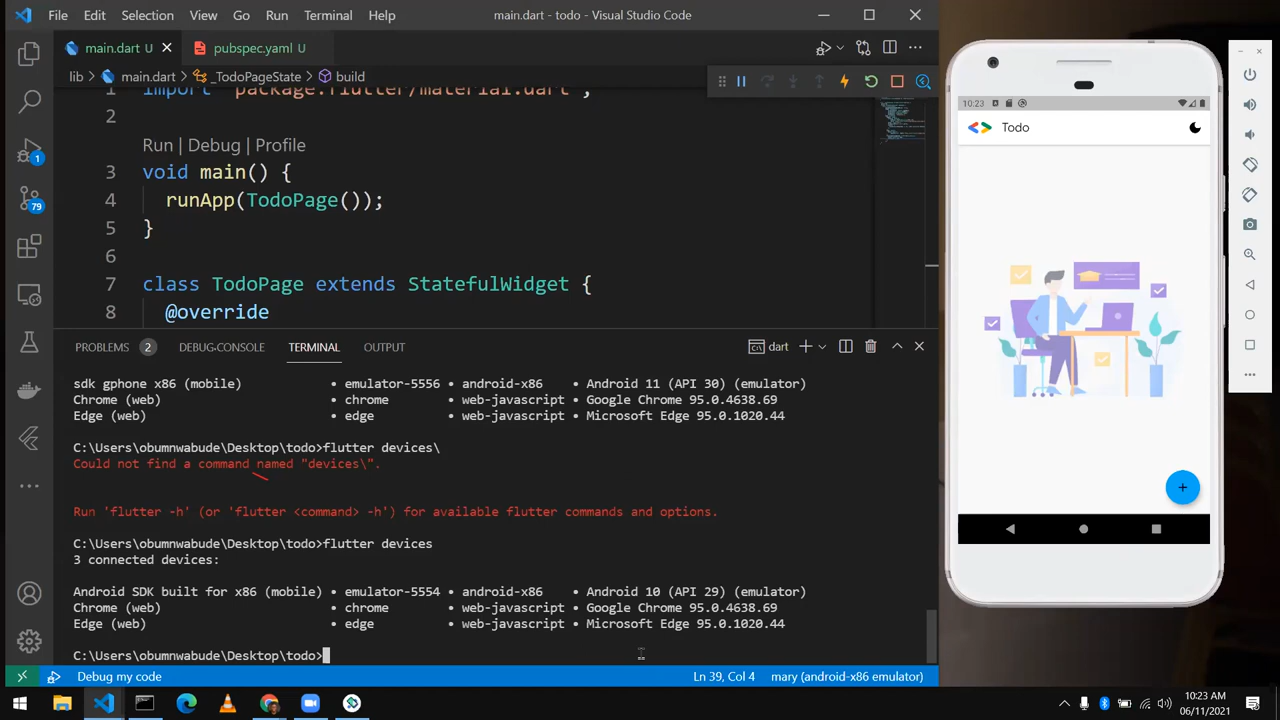 File Edit Selection View Go Run Terminal Help main.dart - todo - Visual Studio Code
main.dart U pubspec.yaml U
lib > main.dart > _TodoPageState > build
1 import 'package:flutter/material.dart';
2
Run | Debug | Profile
3 void main() {
4 runApp(TodoPage());
5 }
6
7 class TodoPage extends StatefulWidget {
8 @override
PROBLEMS 2 DEBUG CONSOLE TERMINAL OUTPUT dart
sdk gphone x86 (mobile) • emulator-5556 • android-x86 • Android 11 (API 30) (emulator)
Chrome (web) • chrome • web-javascript • Google Chrome 95.0.4638.69
Edge (web) • edge • web-javascript • Microsoft Edge 95.0.1020.44
C:\Users\obumnwabude\Desktop\todo>flutter devices\
Could not find a command named "devices\".
Run 'flutter -h' (or 'flutter <command> -h') for available flutter commands and options.
C:\Users\obumnwabude\Desktop\todo>flutter devices
3 connected devices:
Android SDK built for x86 (mobile) • emulator-5554 • android-x86 • Android 10 (API 29) (emulator)
Chrome (web) • chrome • web-javascript • Google Chrome 95.0.4638.69
Edge (web) • edge • web-javascript • Microsoft Edge 95.0.1020.44
C:\Users\obumnwabude\Desktop\todo>
1
79
Debug my code Ln 39, Col 4 mary (android-x86 emulator)
10:23 AM
06/11/2021
10:23
Todo